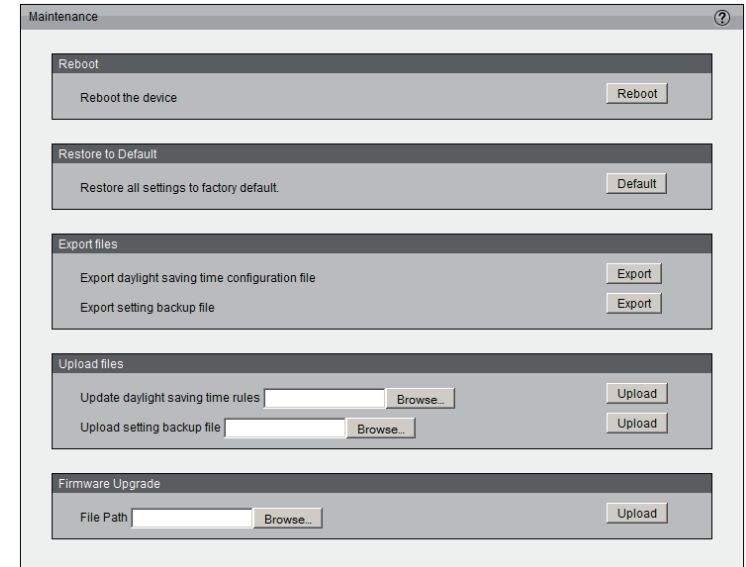 Maintenance ?
Reboot
Reboot the device Reboot
Restore to Default
Restore all settings to factory default. Default
Export files
Export daylight saving time configuration file Export
Export setting backup file Export
Upload files
Update daylight saving time rules Browse... Upload
Upload setting backup file Browse... Upload
Firmware Upgrade
File Path Browse... Upload